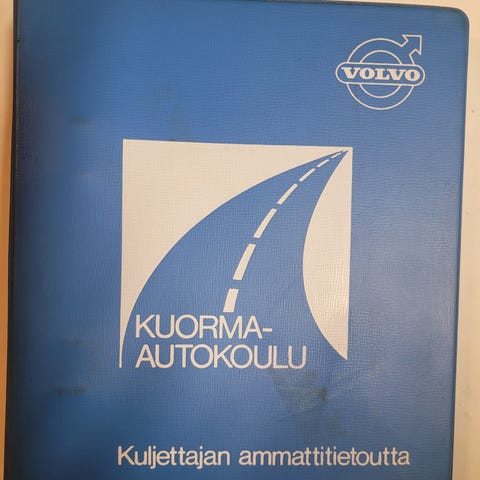 VOLVO
KUORMA-
AUTOKOULU
Kuljettajan ammattitietoutta